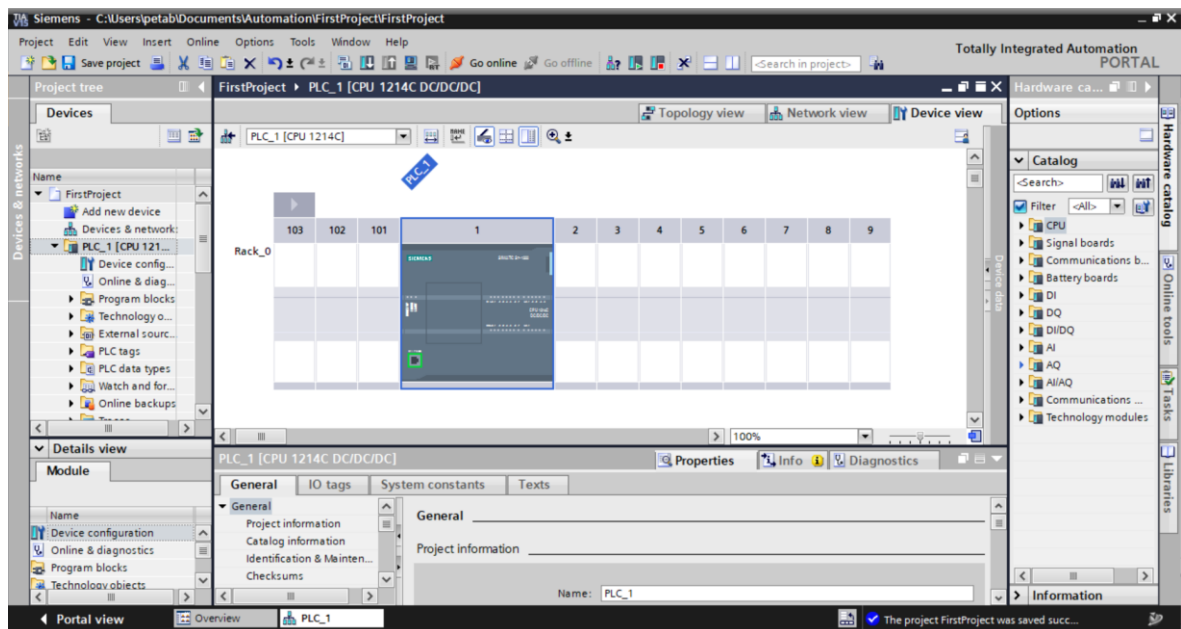 Siemens - C:\Users\petab\Documents\Automation\FirstProject\FirstProject
Project Edit View Insert Online Options Tools Window Help
Totally Integrated Automation
PORTAL
Save project Go online Go offline <Search in project>
Project tree
Devices
Devices & networks
Name
FirstProject
Add new device
Devices & network:
PLC_1 [CPU 121...
Device config...
Online & diag...
Program blocks
Technology o...
External sourc...
PLC tags
PLC data types
Watch and for...
Online backups
Details view
Module
Name
Device configuration
Online & diagnostics
Program blocks
Technology objects
FirstProject PLC_1 [CPU 1214C DC/DC/DC]
Topology view Network view Device view
PLC_1 [CPU 1214C]
PLC_1
103 102 101 1 2 3 4 5 6 7 8 9
Rack_0
SIEMENS
Device data
100%
PLC_1 [CPU 1214C DC/DC/DC]
Properties Info Diagnostics
General IO tags System constants Texts
General
Project information
Catalog information
Identification & Mainten...
Checksums
General
Project information
Name: PLC_1
Hardware ca...
Options
Catalog
<Search>
Filter <All>
CPU
Signal boards
Communications b...
Battery boards
DI
DQ
DI/DQ
AI
AQ
AI/AQ
Communications ...
Technology modules
Information
Hardware catalog
Online tools
Tasks
Libraries
Portal view Overview PLC_1 The project FirstProject was saved succ...